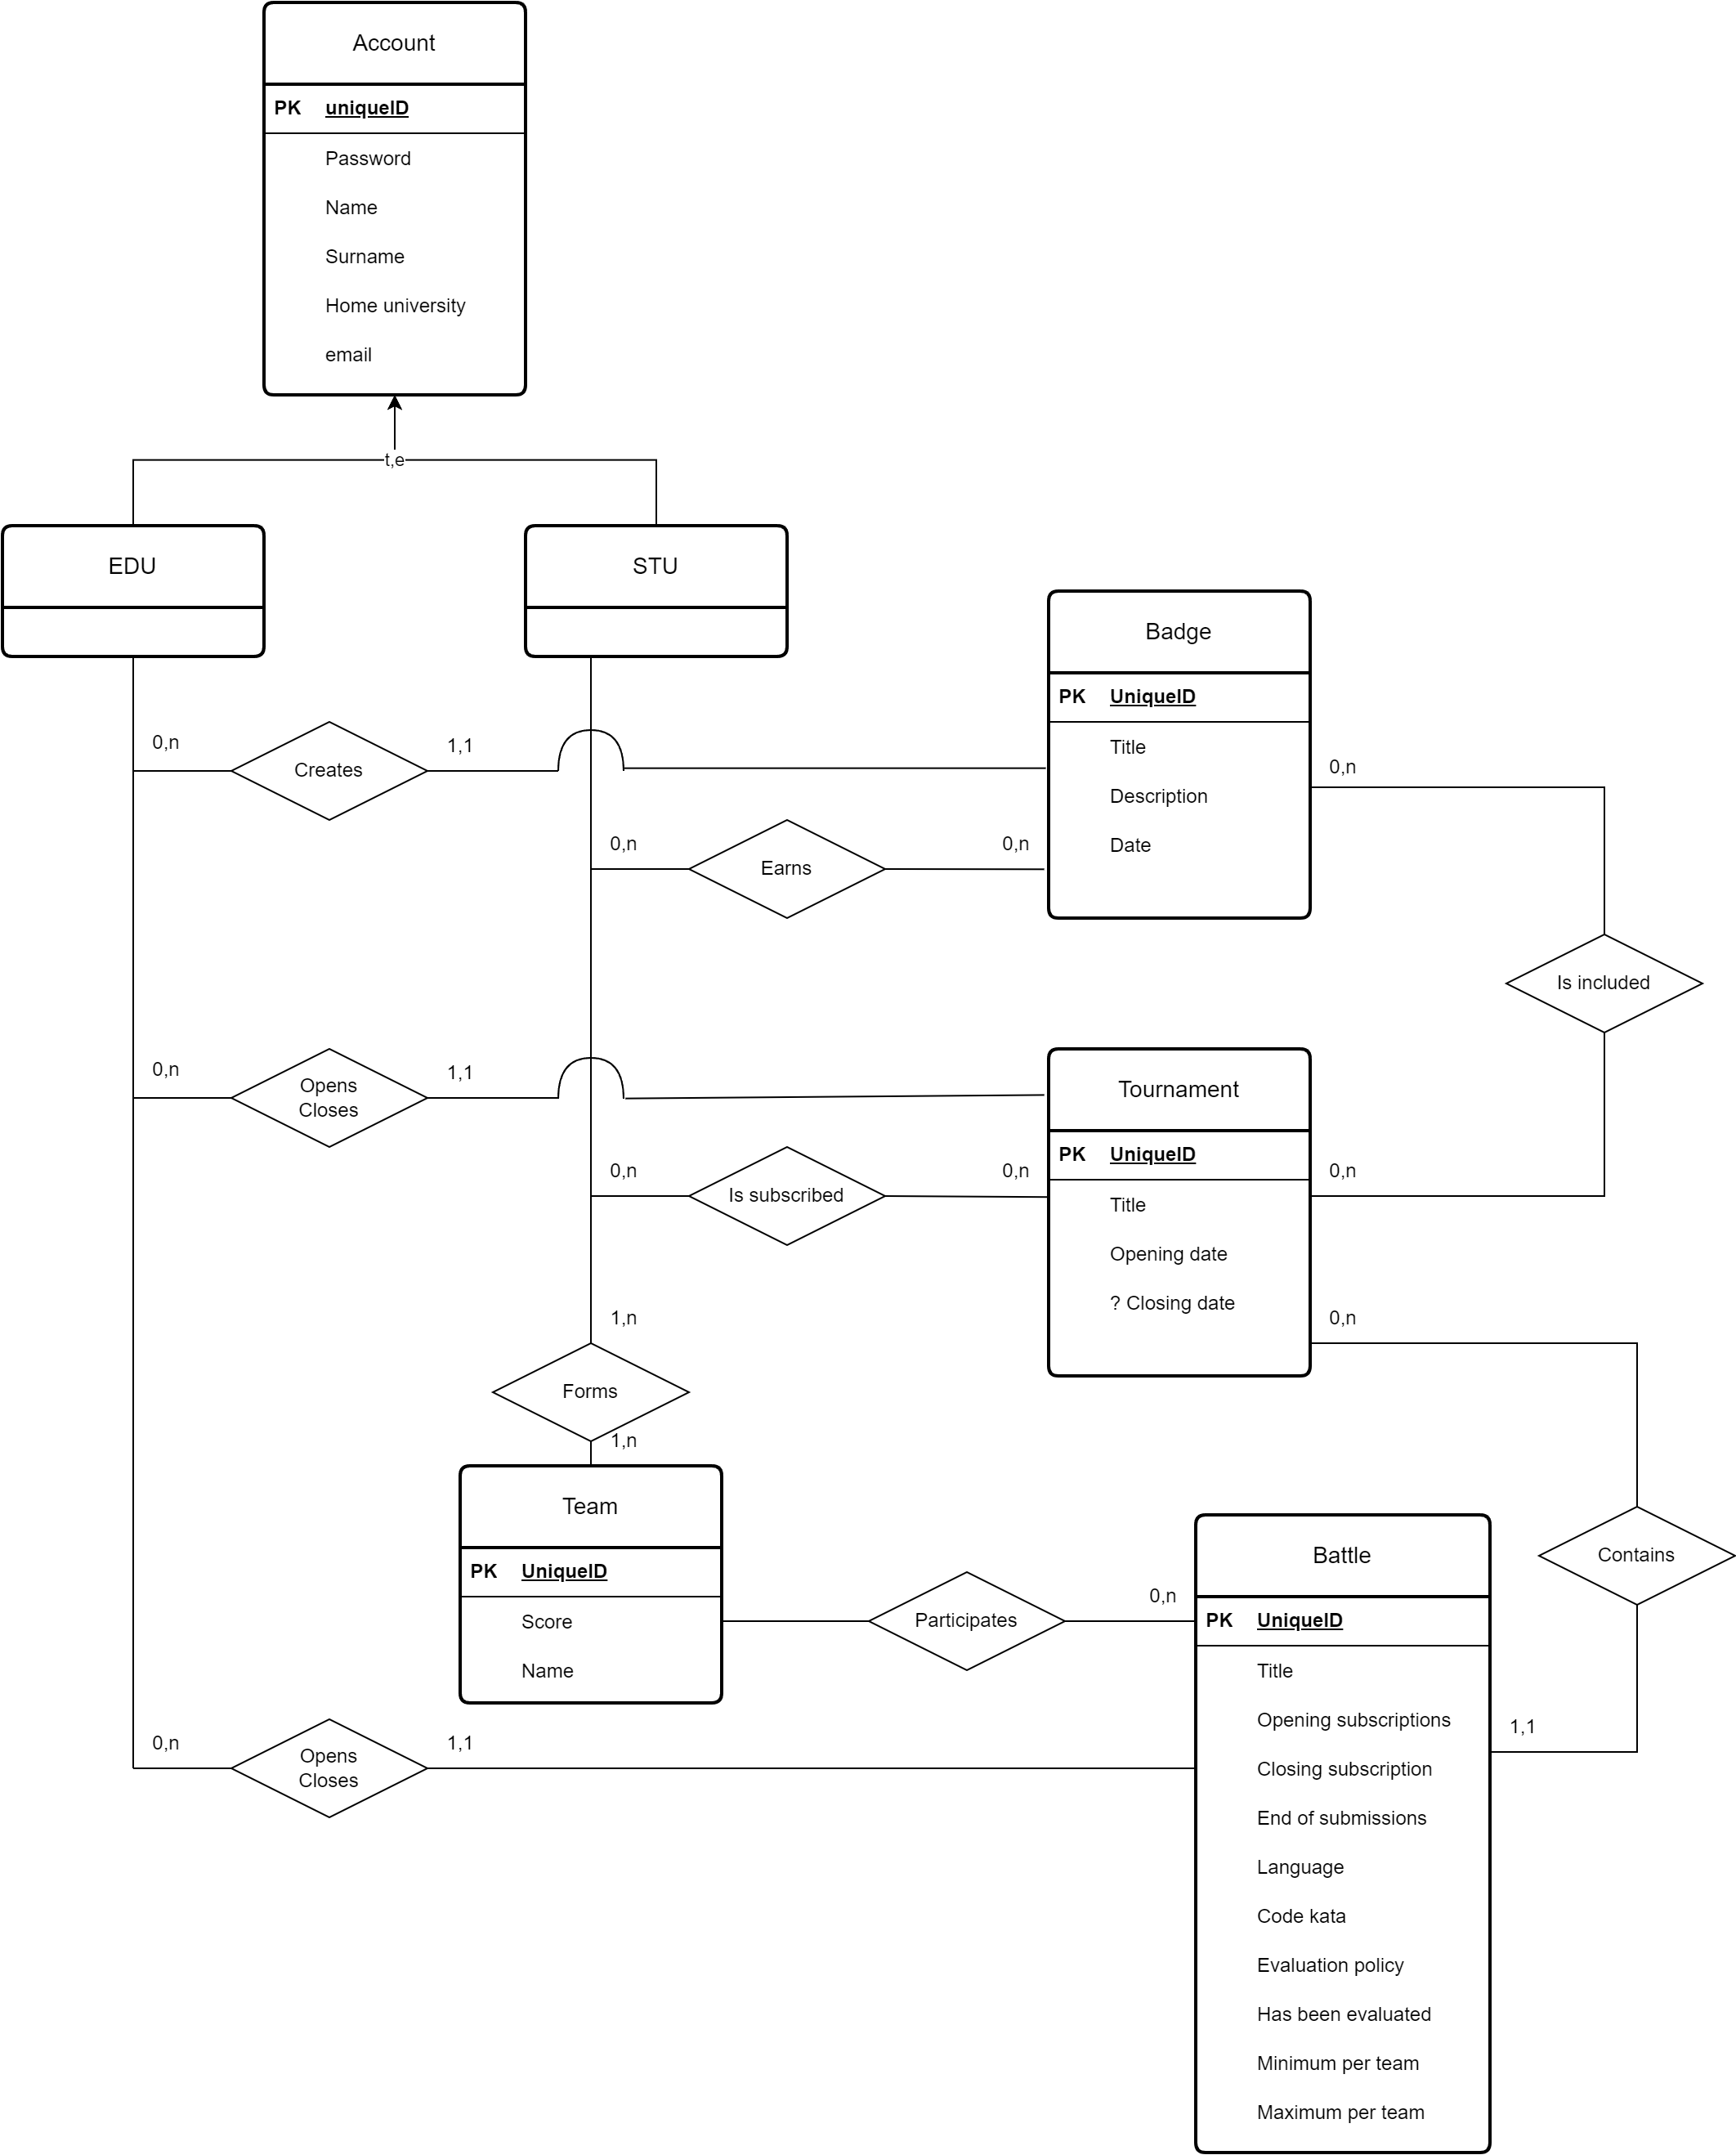 Account
PK uniqueID
Password
Name
Surname
Home university
email
t,e
EDU
STU
Badge
PK UniqueID
Title
Description
Date
0,n
Creates
1,1
0,n
Earns
0,n
0,n
Is included
0,n
Opens
Closes
1,1
Tournament
PK UniqueID
Title
Opening date
? Closing date
0,n
Is subscribed
0,n
0,n
0,n
1,n
Forms
1,n
Team
PK UniqueID
Score
Name
Participates
0,n
Contains
1,1
Battle
PK UniqueID
Title
Opening subscriptions
Closing subscription
End of submissions
Language
Code kata
Evaluation policy
Has been evaluated
Minimum per team
Maximum per team
0,n
Opens
Closes
1,1